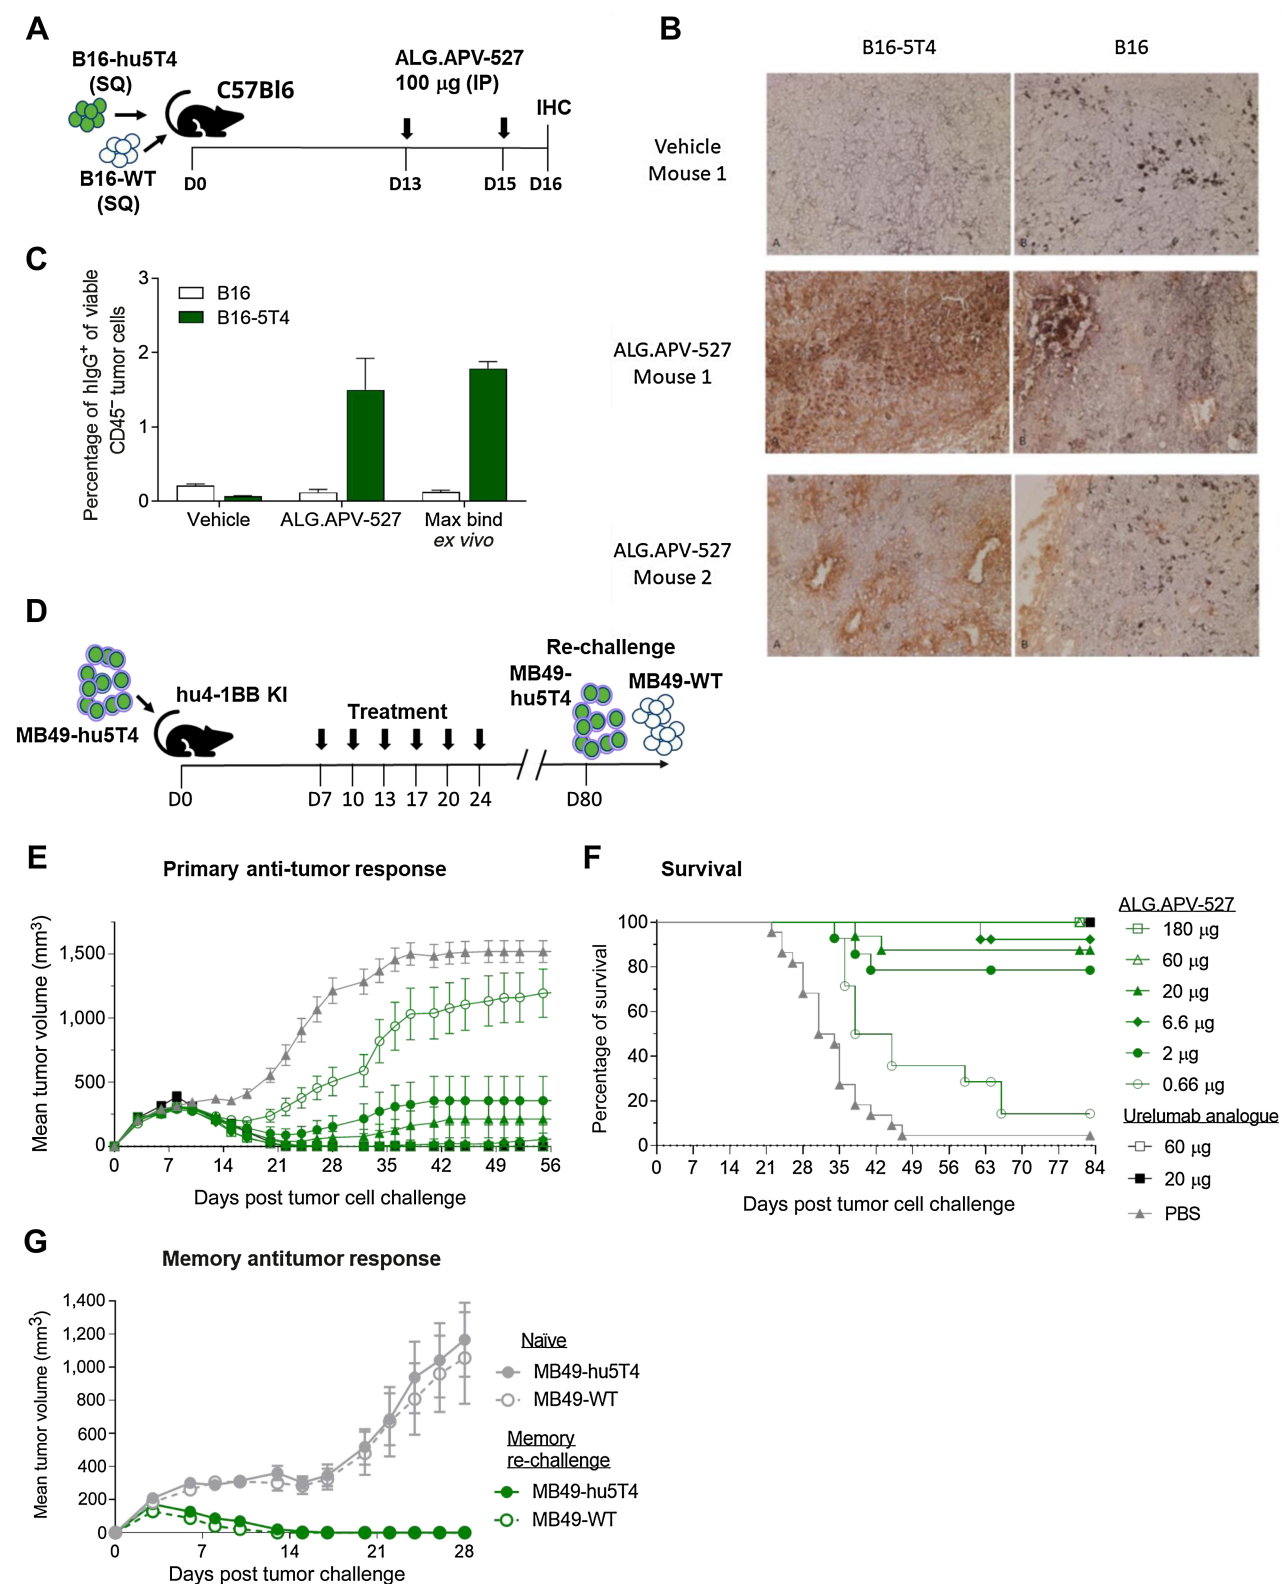 A
B16-hu5T4
(SQ)
B16-WT
(SQ)
C57Bl6
ALG.APV-527
100 µg (IP)
IHC
D0
D13
D15
D16
B
B16-5T4
B16
Vehicle
Mouse 1
A
B
ALG.APV-527
Mouse 1
B
ALG.APV-527
Mouse 2
A
B
C
Percentage of hIgG⁺ of viable
CD45⁻ tumor cells
3
2
1
0
B16
B16-5T4
Vehicle
ALG.APV-527
Max bind
ex vivo
D
MB49-hu5T4
hu4-1BB KI
Treatment
Re-challenge
MB49-
hu5T4
MB49-WT
D0
D7
10
13
17
20
24
D80
E
Primary anti-tumor response
Mean tumor volume (mm³)
1,500
1,000
500
0
0
7
14
21
28
35
42
49
56
Days post tumor cell challenge
F
Survival
Percentage of survival
100
80
60
40
20
0
0
7
14
21
28
35
42
49
56
63
70
77
84
Days post tumor cell challenge
ALG.APV-527
180 µg
60 µg
20 µg
6.6 µg
2 µg
0.66 µg
Urelumab analogue
60 µg
20 µg
PBS
G
Memory antitumor response
Mean tumor volume (mm³)
1,400
1,200
1,000
800
600
400
200
0
0
7
14
21
28
Days post tumor challenge
Naïve
MB49-hu5T4
MB49-WT
Memory
re-challenge
MB49-hu5T4
MB49-WT